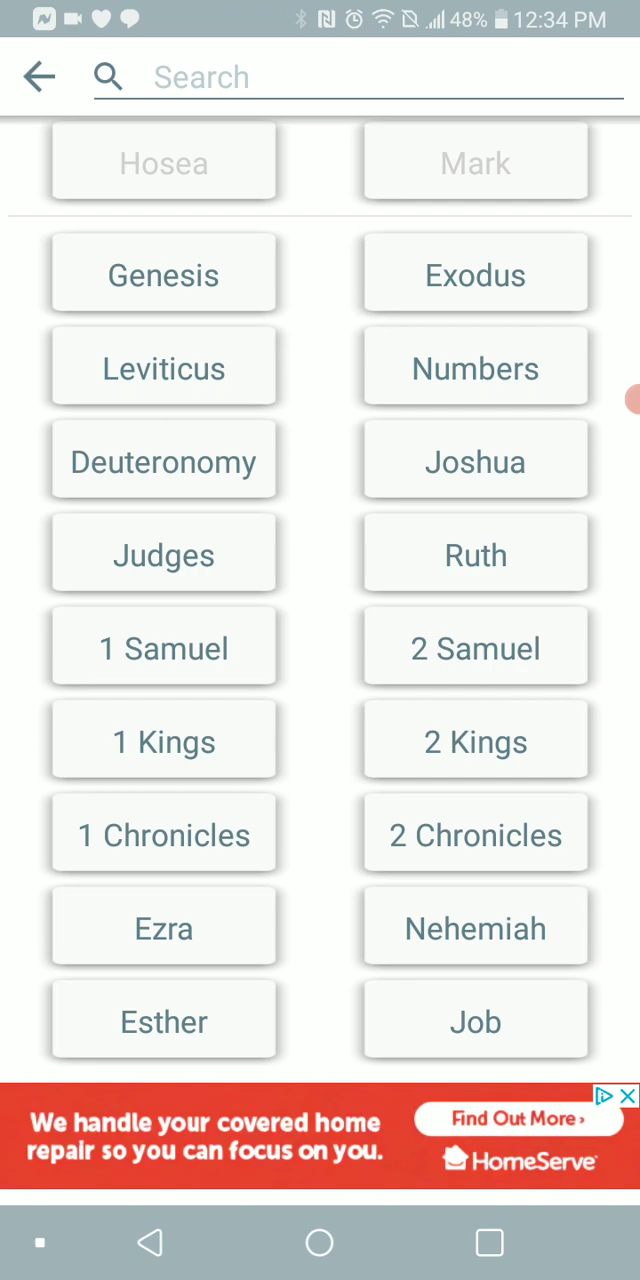 48% 12:34 PM
Search
Hosea Mark
Genesis Exodus
Leviticus Numbers
Deuteronomy Joshua
Judges Ruth
1 Samuel 2 Samuel
1 Kings 2 Kings
1 Chronicles 2 Chronicles
Ezra Nehemiah
Esther Job
We handle your covered home
repair so you can focus on you.
Find Out More ›
HomeServe